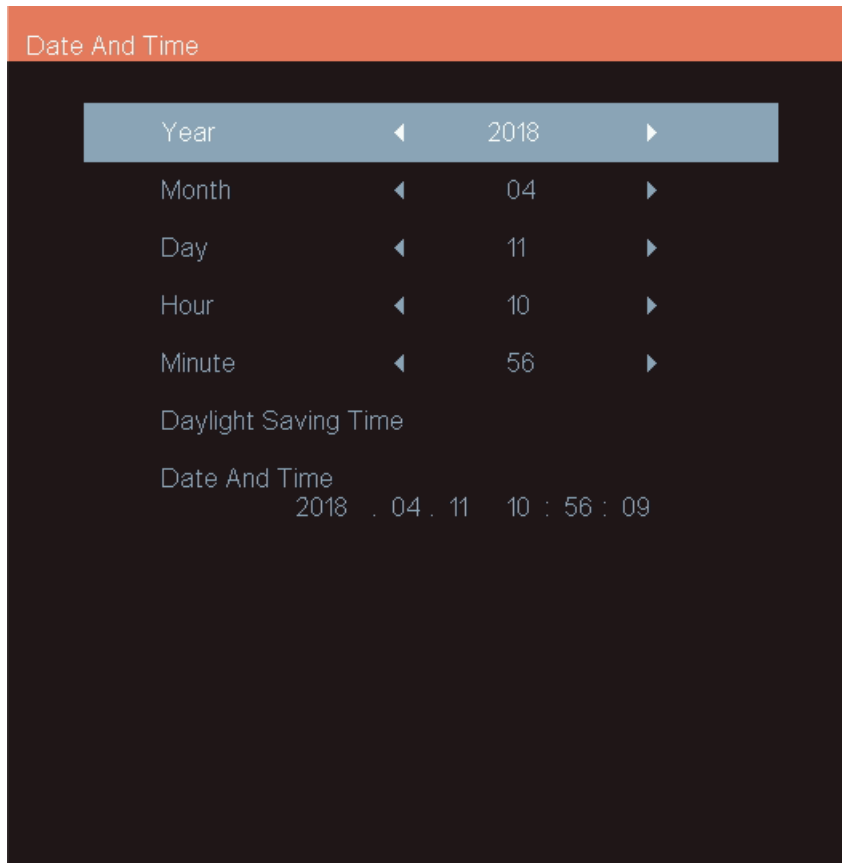 Date And Time
Year 2018
Month 04
Day 11
Hour 10
Minute 56
Daylight Saving Time
Date And Time
2018 . 04 . 11 10 : 56 : 09